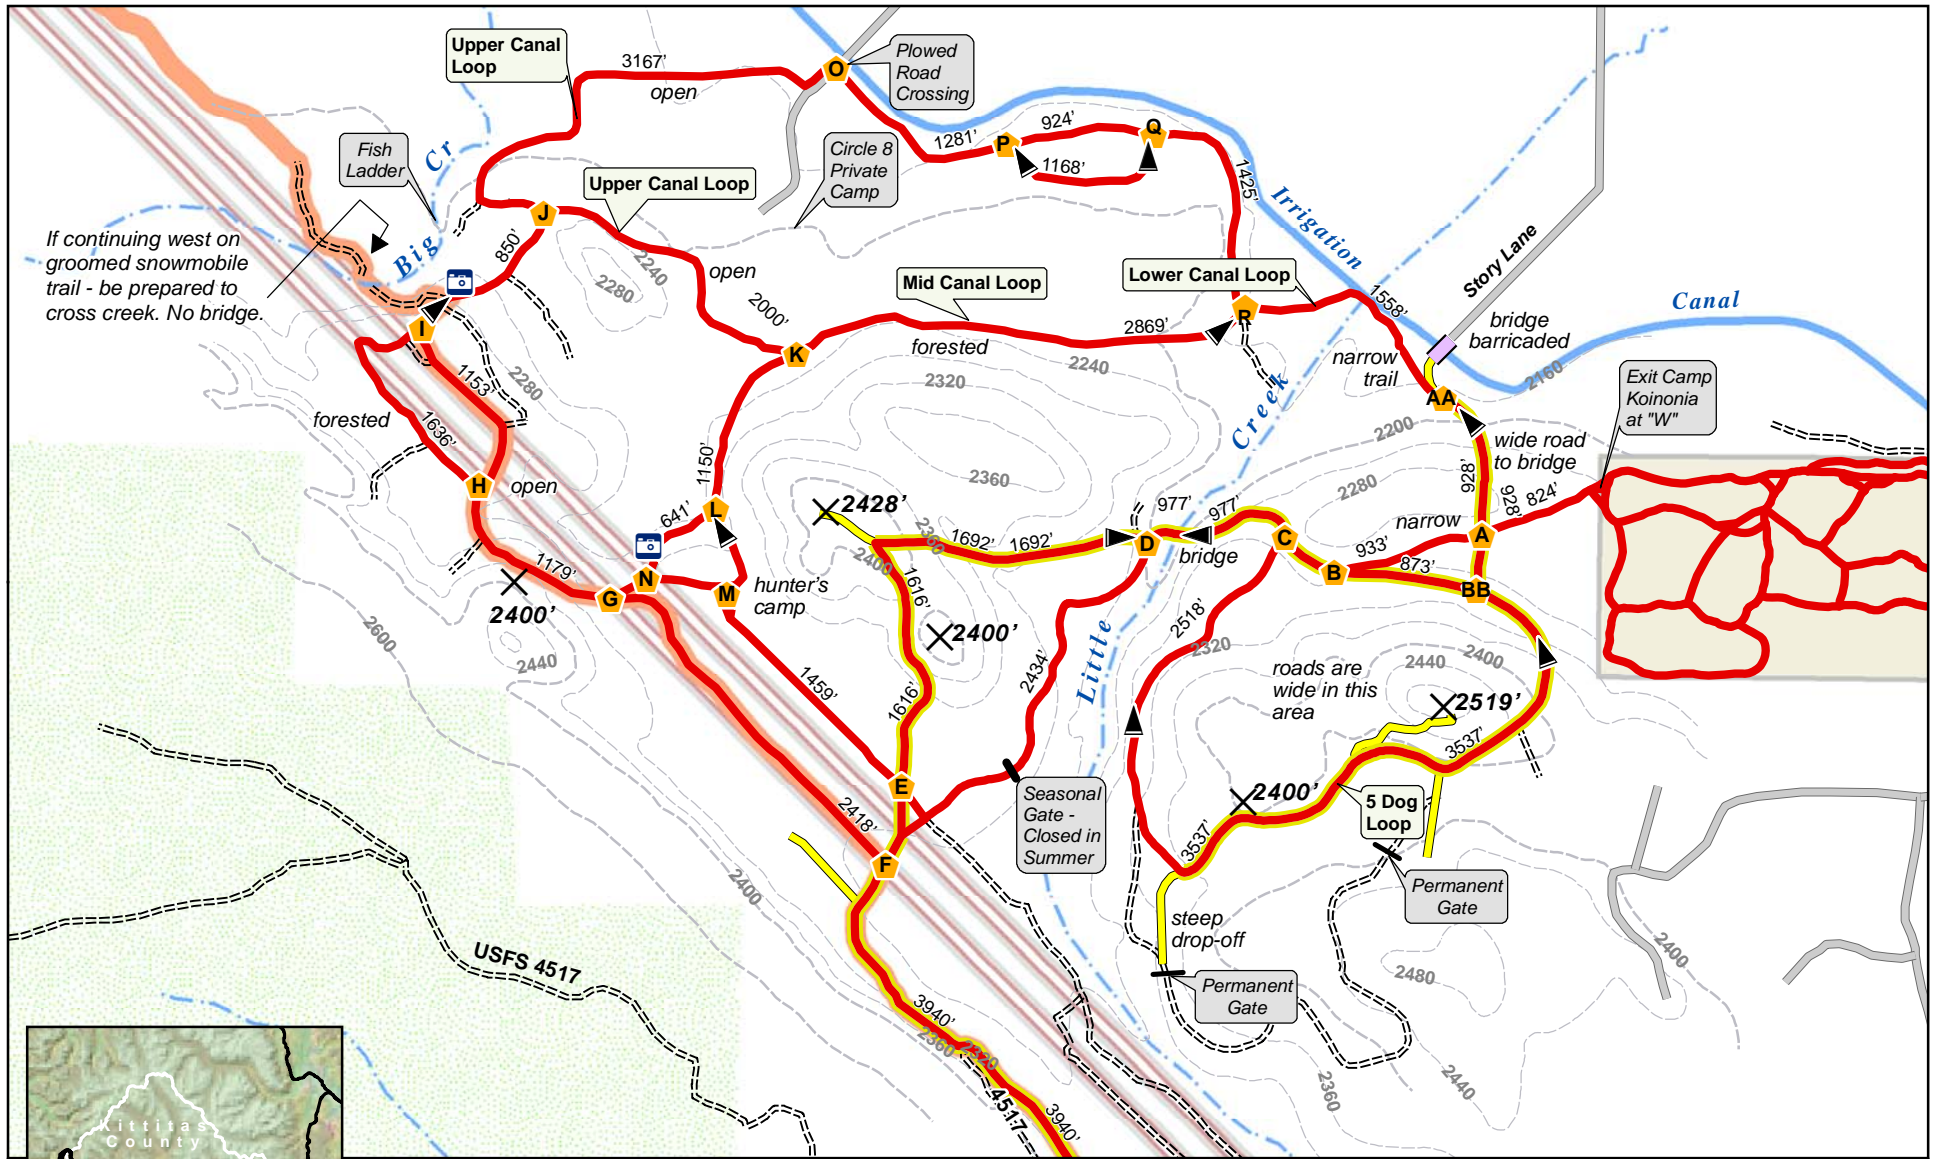 Upper Canal
Loop
3167’
open
O
Plowed
Road
Crossing
Fish
Ladder
Big Cr
Upper Canal Loop
Circle 8
Private
Camp
1281’
P
924’
1168’
Q
1425’
Irrigation
Canal
Story Lane
If continuing west on
groomed snowmobile
trail - be prepared to
cross creek. No bridge.
J
850’
2240
2280
open
2000’
Mid Canal Loop
Lower Canal Loop
R
1558’
bridge
barricaded
I
1153’
2280
K
forested
2869’
2240
2320
narrow
trail
2160
Exit Camp
Koinonia
at "W"
AA
forested
1636’
H
open
1150’
L
641’
2360
Little Creek
2200
wide road
to bridge
928’
928’
824’
2280
narrow
A
2428’
2360
2400
1692’
1692’
977’
977’
D
bridge
C
B
933’
873’
BB
1179’
2400’
G
N
M
hunter’s
camp
1616’
2400’
1616’
2434’
2518’
2320
2600
2440
1459’
roads are
wide in this
area
2440
2400
2519’
3537’
E
2418’
F
Seasonal
Gate -
Closed in
Summer
2400’
3537’
5 Dog
Loop
Permanent
Gate
2400
steep
drop-off
Permanent
Gate
2480
2400
USFS 4517
3940’
2360
2320
4517
3940’
2360
2440
Kittitas
County